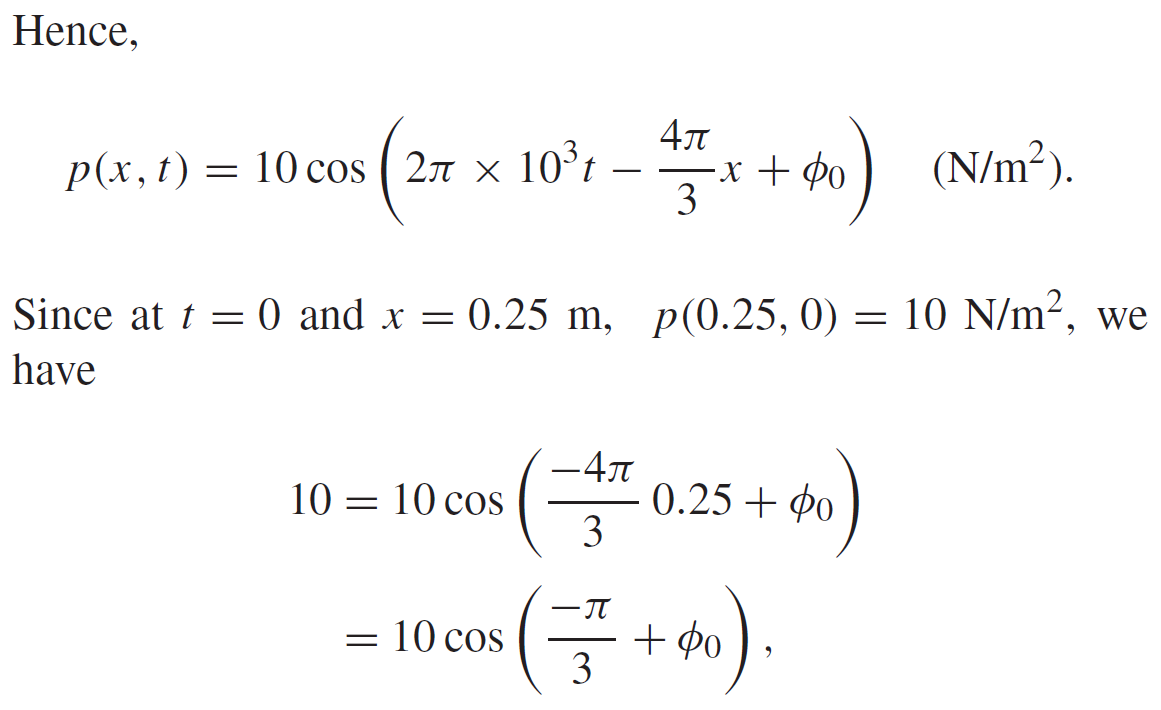 Hence,
p(x, t) = 10 cos (2π × 10³t − 4π/3 x + ϕ₀) (N/m²).
Since at t = 0 and x = 0.25 m, p(0.25, 0) = 10 N/m², we
have
10 = 10 cos (−4π/3 0.25 + ϕ₀)
= 10 cos (−π/3 + ϕ₀),